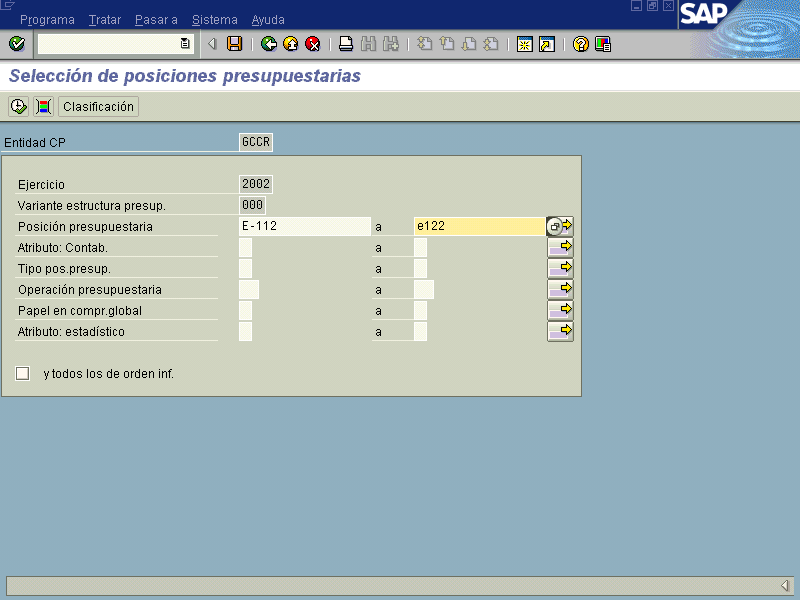 Programa Tratar Pasar a Sistema Ayuda
SAP
Selección de posiciones presupuestarias
Clasificación
Entidad CP GCCR
Ejercicio 2002
Variante estructura presup. 000
Posición presupuestaria E-112 a e122
Atributo: Contab. a
Tipo pos.presup. a
Operación presupuestaria a
Papel en compr.global a
Atributo: estadístico a
y todos los de orden inf.